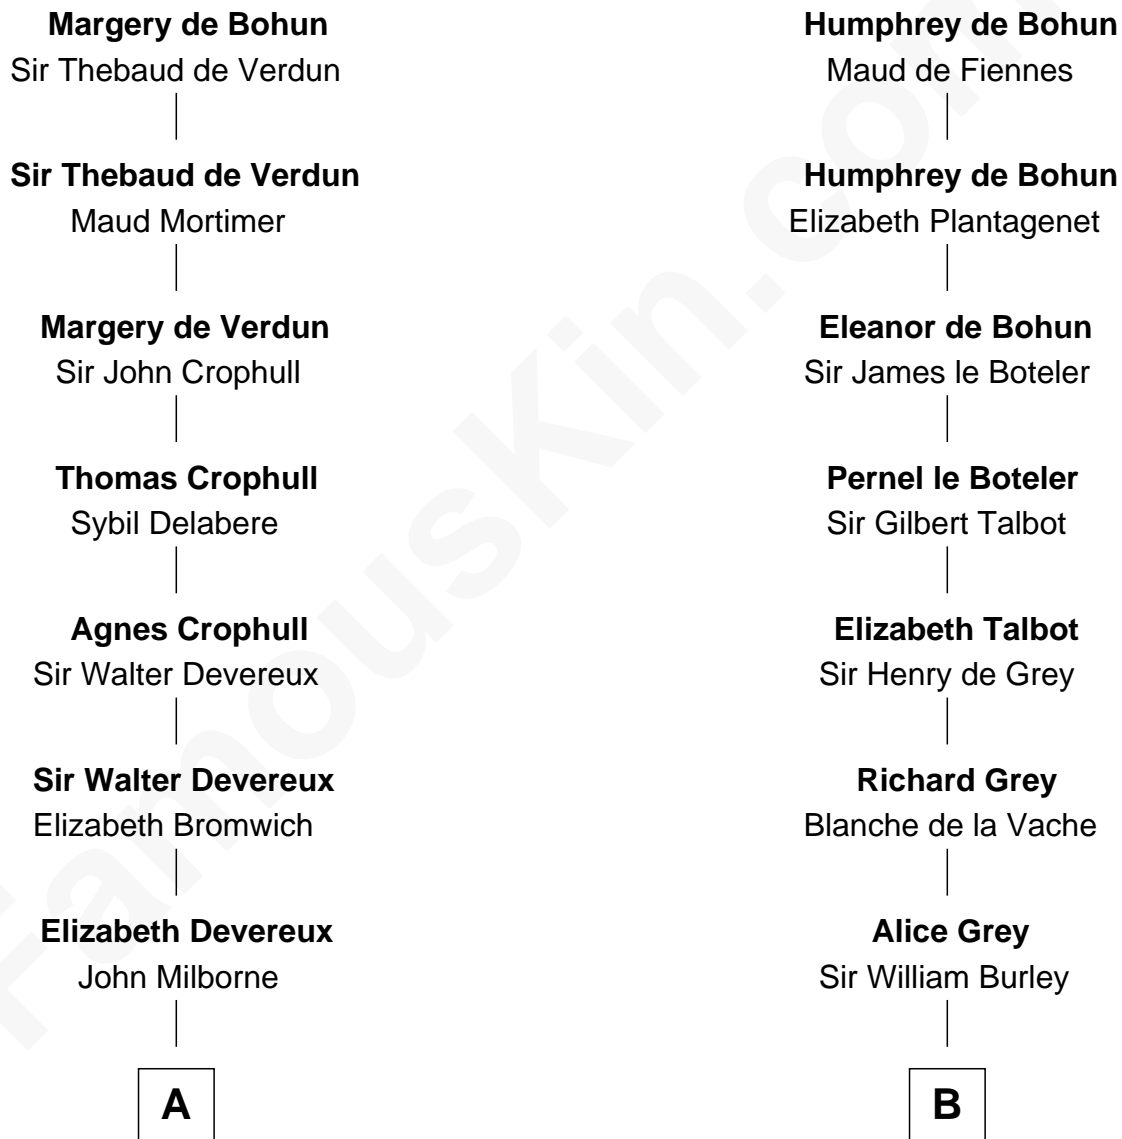 Margery de Bohun
Sir Thebaud de Verdun
Sir Thebaud de Verdun
Maud Mortimer
Margery de Verdun
Sir John Crophull
Thomas Crophull
Sybil Delabere
Agnes Crophull
Sir Walter Devereux
Sir Walter Devereux
Elizabeth Bromwich
Elizabeth Devereux
John Milborne
A
Humphrey de Bohun
Maud de Fiennes
Humphrey de Bohun
Elizabeth Plantagenet
Eleanor de Bohun
Sir James le Boteler
Pernel le Boteler
Sir Gilbert Talbot
Elizabeth Talbot
Sir Henry de Grey
Richard Grey
Blanche de la Vache
Alice Grey
Sir William Burley
B
FamousKin.com